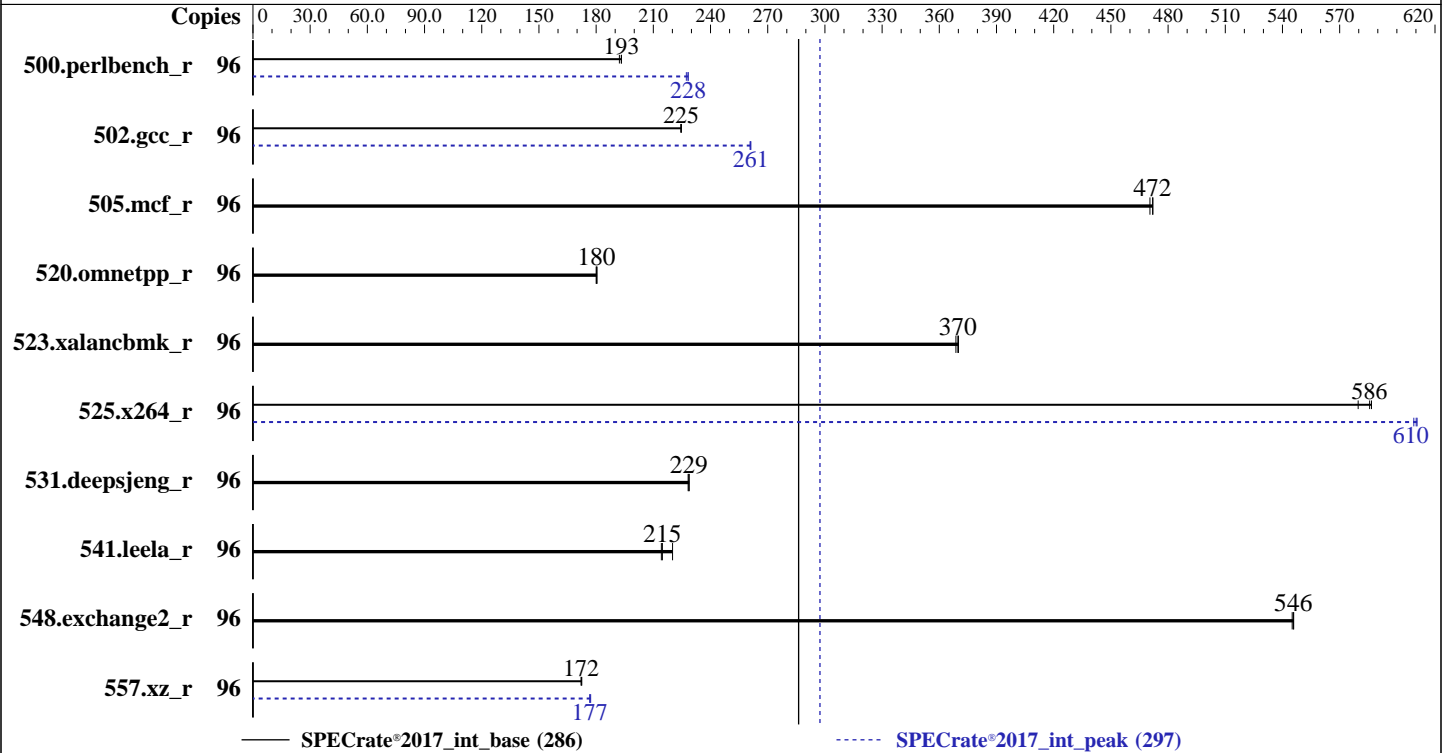 Copies 0 30.0 60.0 90.0 120 150 180 210 240 270 300 330 360 390 420 450 480 510 540 570 620
193
500.perlbench_r 96
228
225
502.gcc_r 96
261
472
505.mcf_r 96
180
520.omnetpp_r 96
370
523.xalancbmk_r 96
586
525.x264_r 96
610
229
531.deepsjeng_r 96
215
541.leela_r 96
546
548.exchange2_r 96
172
557.xz_r 96
177
SPECrate®2017_int_base (286) SPECrate®2017_int_peak (297)